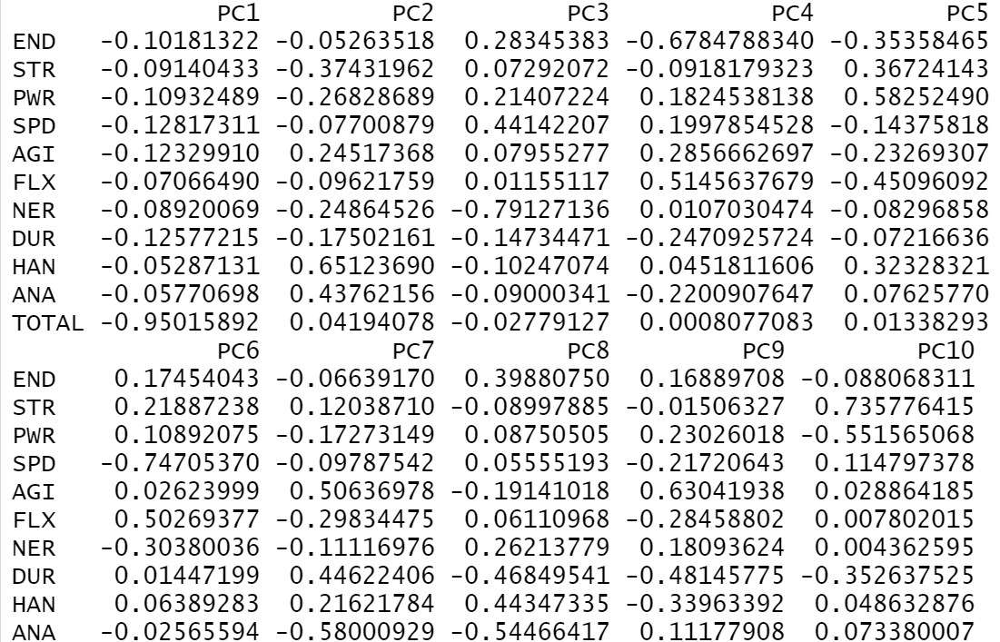 PC1 PC2 PC3 PC4 PC5
END -0.10181322 -0.05263518 0.28345383 -0.6784788340 -0.35358465
STR -0.09140433 -0.37431962 0.07292072 -0.0918179323 0.36724143
PWR -0.10932489 -0.26828689 0.21407224 0.1824538138 0.58252490
SPD -0.12817311 -0.07700879 0.44142207 0.1997854528 -0.14375818
AGI -0.12329910 0.24517368 0.07955277 0.2856662697 -0.23269307
FLX -0.07066490 -0.09621759 0.01155117 0.5145637679 -0.45096092
NER -0.08920069 -0.24864526 -0.79127136 0.0107030474 -0.08296858
DUR -0.12577215 -0.17502161 -0.14734471 -0.2470925724 -0.07216636
HAN -0.05287131 0.65123690 -0.10247074 0.0451811606 0.32328321
ANA -0.05770698 0.43762156 -0.09000341 -0.2200907647 0.07625770
TOTAL -0.95015892 0.04194078 -0.02779127 0.0008077083 0.01338293
PC6 PC7 PC8 PC9 PC10
END 0.17454043 -0.06639170 0.39880750 0.16889708 -0.088068311
STR 0.21887238 0.12038710 -0.08997885 -0.01506327 0.735776415
PWR 0.10892075 -0.17273149 0.08750505 0.23026018 -0.551565068
SPD -0.74705370 -0.09787542 0.05555193 -0.21720643 0.114797378
AGI 0.02623999 0.50636978 -0.19141018 0.63041938 0.028864185
FLX 0.50269377 -0.29834475 0.06110968 -0.28458802 0.007802015
NER -0.30380036 -0.11116976 0.26213779 0.18093624 0.004362595
DUR 0.01447199 0.44622406 -0.46849541 -0.48145775 -0.352637525
HAN 0.06389283 0.21621784 0.44347335 -0.33963392 0.048632876
ANA -0.02565594 -0.58000929 -0.54466417 0.11177908 0.073380007